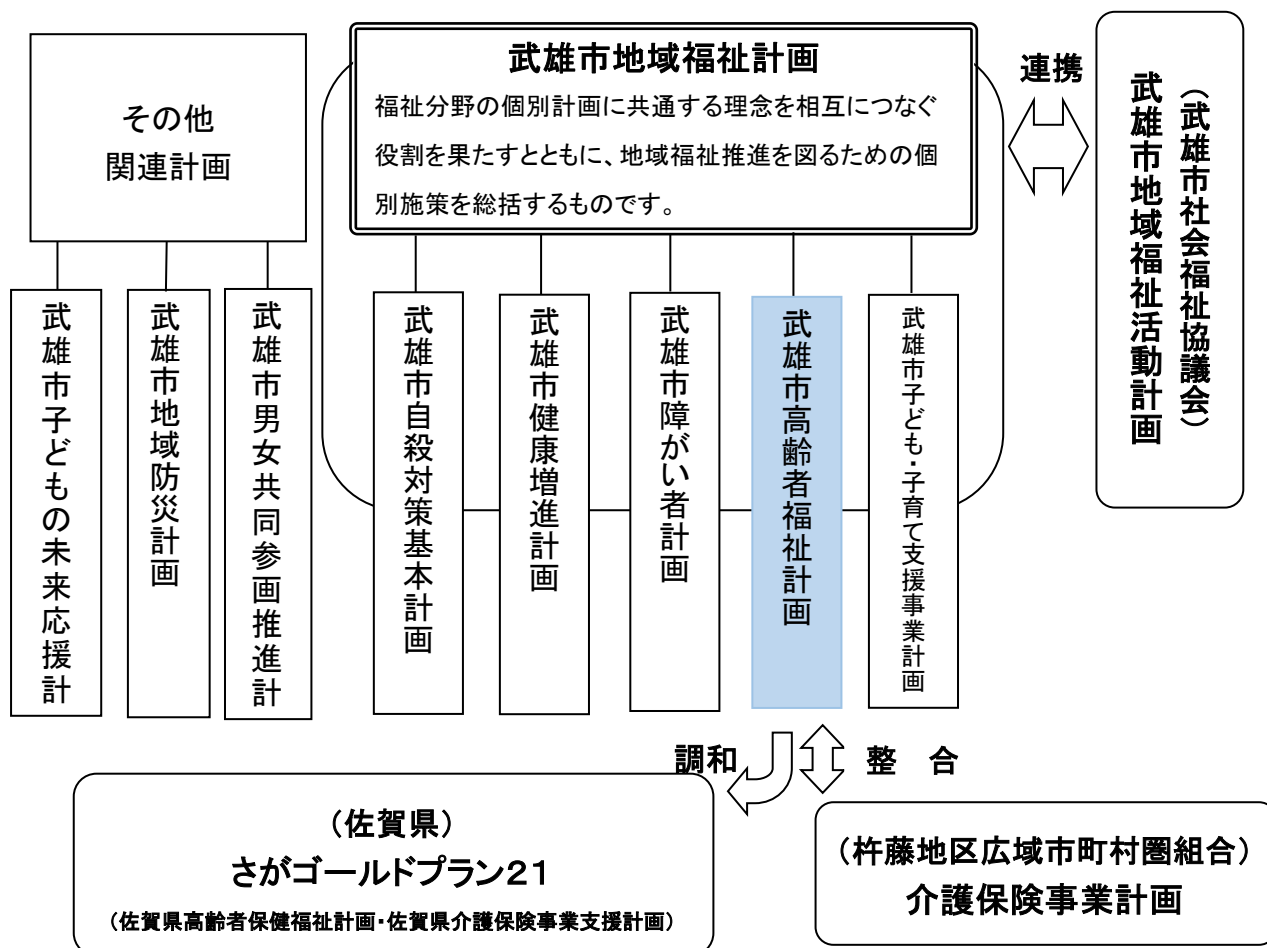 その他
関連計画
武雄市地域福祉計画
福祉分野の個別計画に共通する理念を相互につなぐ
役割を果たすとともに、地域福祉推進を図るための個
別施策を総括するものです。
連携
（武雄市社会福祉協議会）
武雄市地域福祉活動計画
武雄市子どもの未来応援計
武雄市地域防災計画
武雄市男女共同参画推進計
武雄市自殺対策基本計画
武雄市健康増進計画
武雄市障がい者計画
武雄市高齢者福祉計画
武雄市子ども・子育て支援事業計画
調和
整　合
（佐賀県）
さがゴールドプラン２１
（佐賀県高齢者保健福祉計画・佐賀県介護保険事業支援計画）
（杵藤地区広域市町村圏組合）
介護保険事業計画